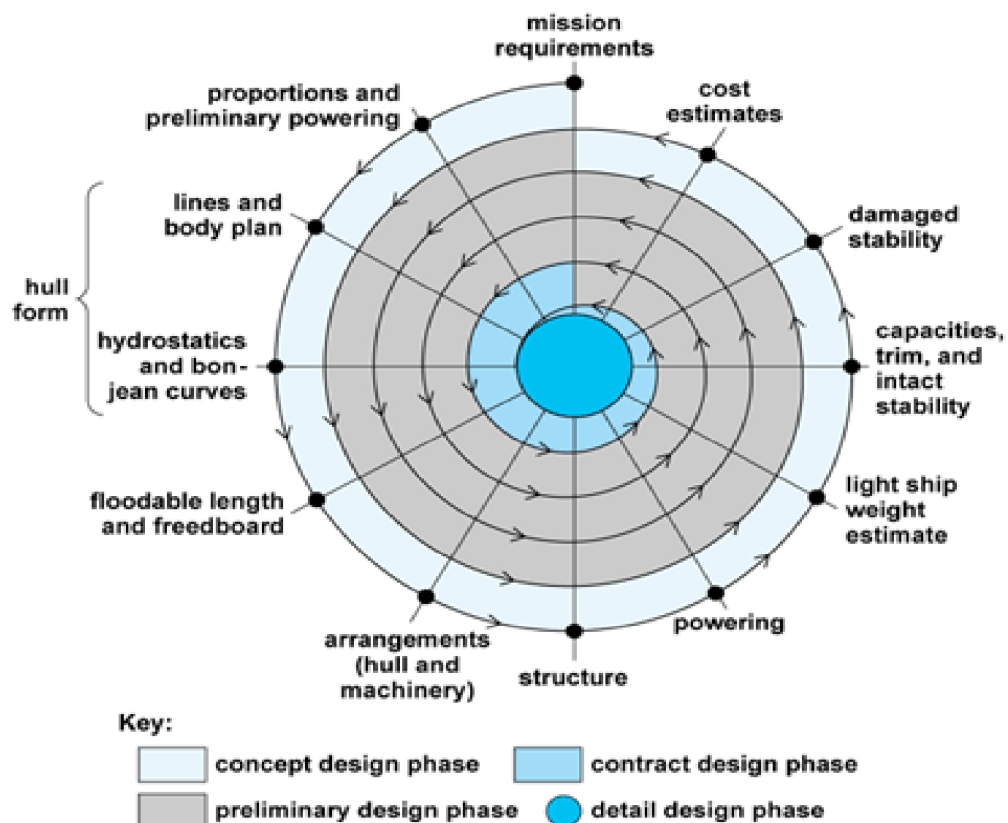 mission
requirements
cost
estimates
proportions and
preliminary powering
lines and
body plan
damaged
stability
hull
form
hydrostatics
and bon-
jean curves
capacities,
trim, and
intact
stability
floodable length
and freedboard
light ship
weight
estimate
arrangements
(hull and
machinery)
structure
powering
Key:
concept design phase
contract design phase
preliminary design phase
detail design phase